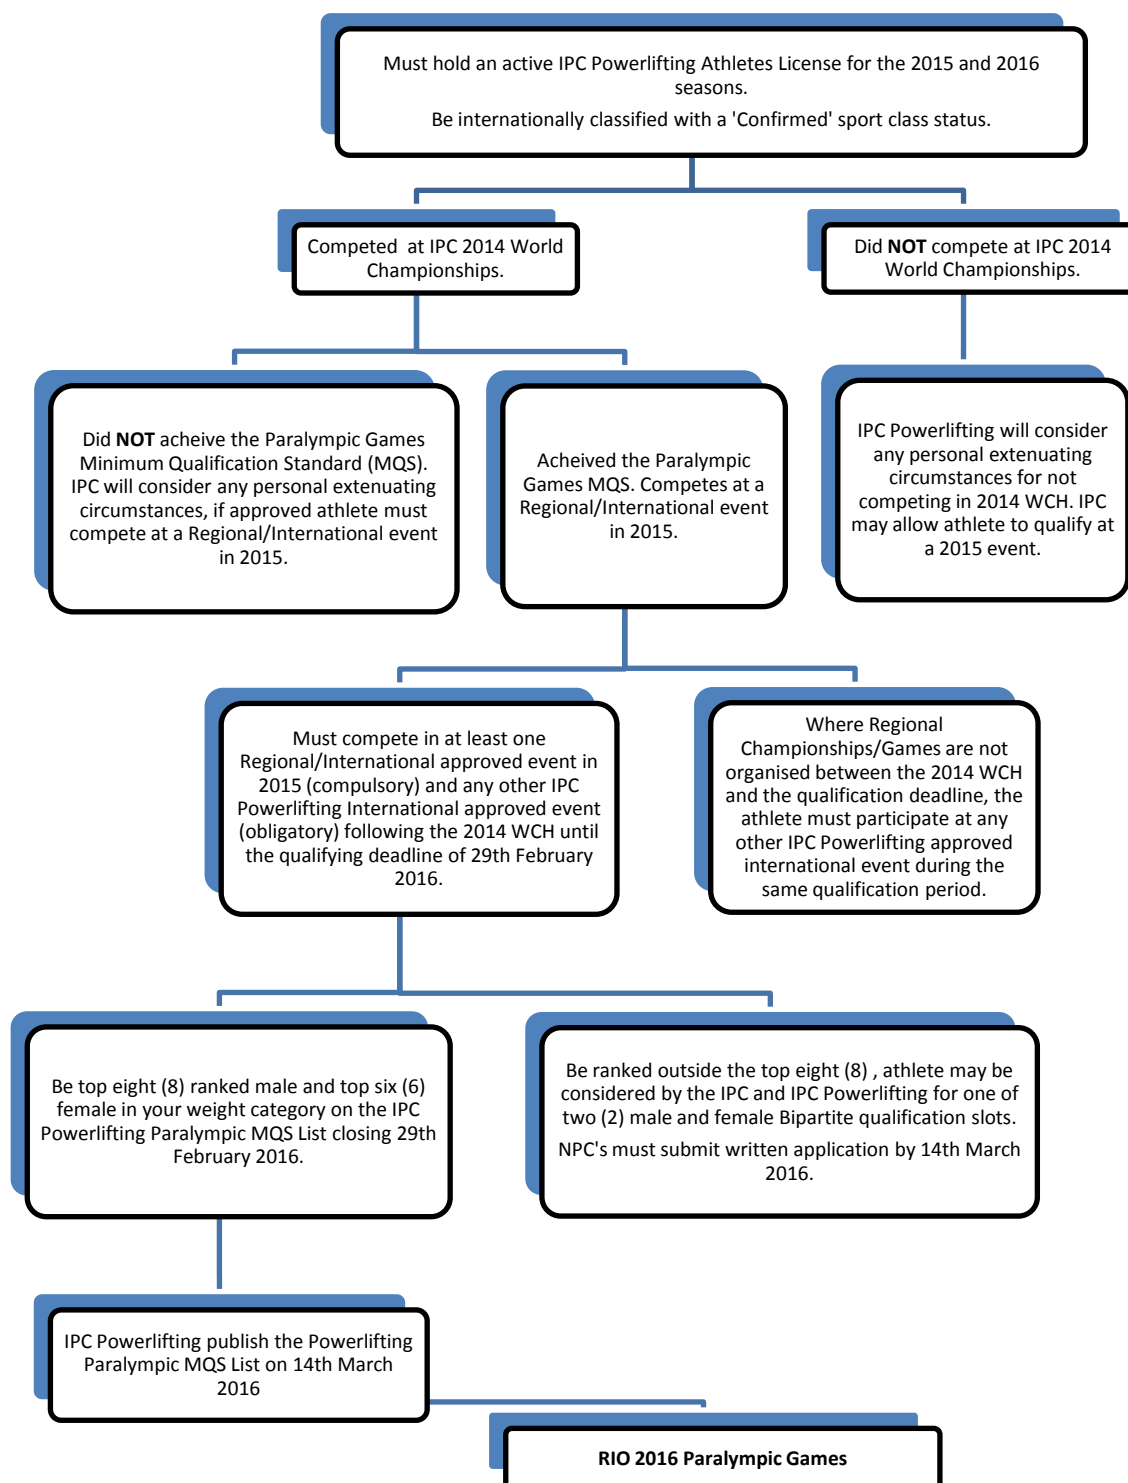 Must hold an active IPC Powerlifting Athletes License for the 2015 and 2016
seasons.
Be internationally classified with a 'Confirmed' sport class status.
Competed at IPC 2014 World
Championships.
Did NOT compete at IPC 2014
World Championships.
Did NOT acheive the Paralympic Games
Minimum Qualification Standard (MQS).
IPC will consider any personal extenuating
circumstances, if approved athlete must
compete at a Regional/International event
in 2015.
Acheived the Paralympic
Games MQS. Competes at a
Regional/International event
in 2015.
IPC Powerlifting will consider
any personal extenuating
circumstances for not
competing in 2014 WCH. IPC
may allow athlete to qualify at
a 2015 event.
Must compete in at least one
Regional/International approved event in
2015 (compulsory) and any other IPC
Powerlifting International approved event
(obligatory) following the 2014 WCH until
the qualifying deadline of 29th February
2016.
Where Regional
Championships/Games are not
organised between the 2014 WCH
and the qualification deadline, the
athlete must participate at any
other IPC Powerlifting approved
international event during the
same qualification period.
Be top eight (8) ranked male and top six (6)
female in your weight category on the IPC
Powerlifting Paralympic MQS List closing 29th
February 2016.
Be ranked outside the top eight (8) , athlete may be
considered by the IPC and IPC Powerlifting for one of
two (2) male and female Bipartite qualification slots.
NPC's must submit written application by 14th March
2016.
IPC Powerlifting publish the Powerlifting
Paralympic MQS List on 14th March
2016
RIO 2016 Paralympic Games